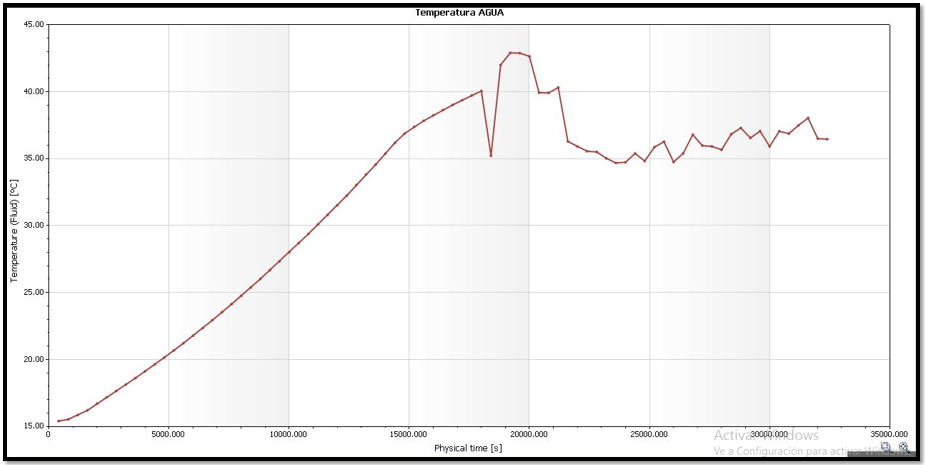 Temperatura AGUA
45.00
40.00
35.00
30.00
25.00
20.00
15.00
Temperature (Fluid) [ºC]
0 5000.000 10000.000 15000.000 20000.000 25000.000 30000.000 35000.000
Physical time [s]
Activar Windows
Ve a Configuración para activar Windows